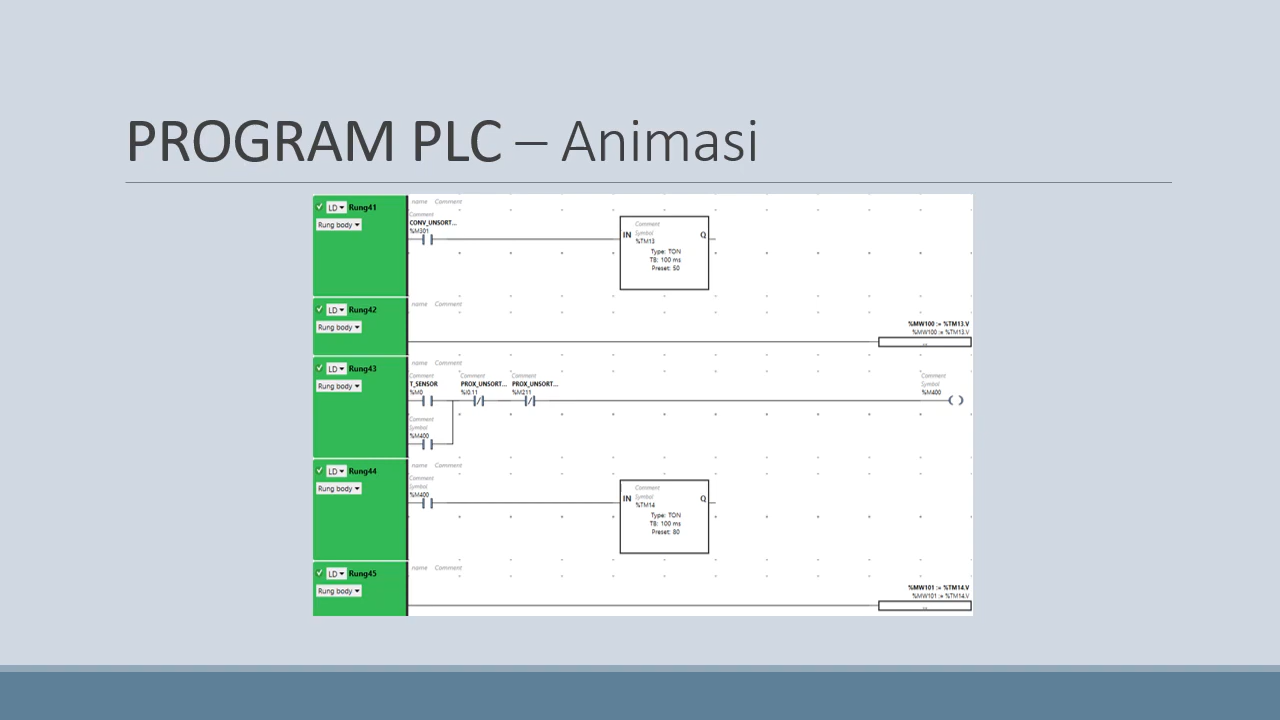 PROGRAM PLC – Animasi
LD Rung41
name Comment
Rung body
Comment
CONV_UNSORT...
%M301
Comment
Symbol
IN Q
%TM13
Type: TON
TB: 100 ms
Preset: 50
LD Rung42
name Comment
Rung body
%MW100 := %TM13.V
%MW100 := %TM13.V
...
LD Rung43
name Comment
Rung body
Comment Comment Comment Comment
T_SENSOR PROX_UNSORT... PROX_UNSORT... Symbol
%M0 %I0.11 %M211 %M400
Comment
Symbol
%M400
LD Rung44
name Comment
Rung body
Comment
Symbol
%M400
Comment
Symbol
IN Q
%TM14
Type: TON
TB: 100 ms
Preset: 80
LD Rung45
name Comment
Rung body
%MW101 := %TM14.V
%MW101 := %TM14.V
...